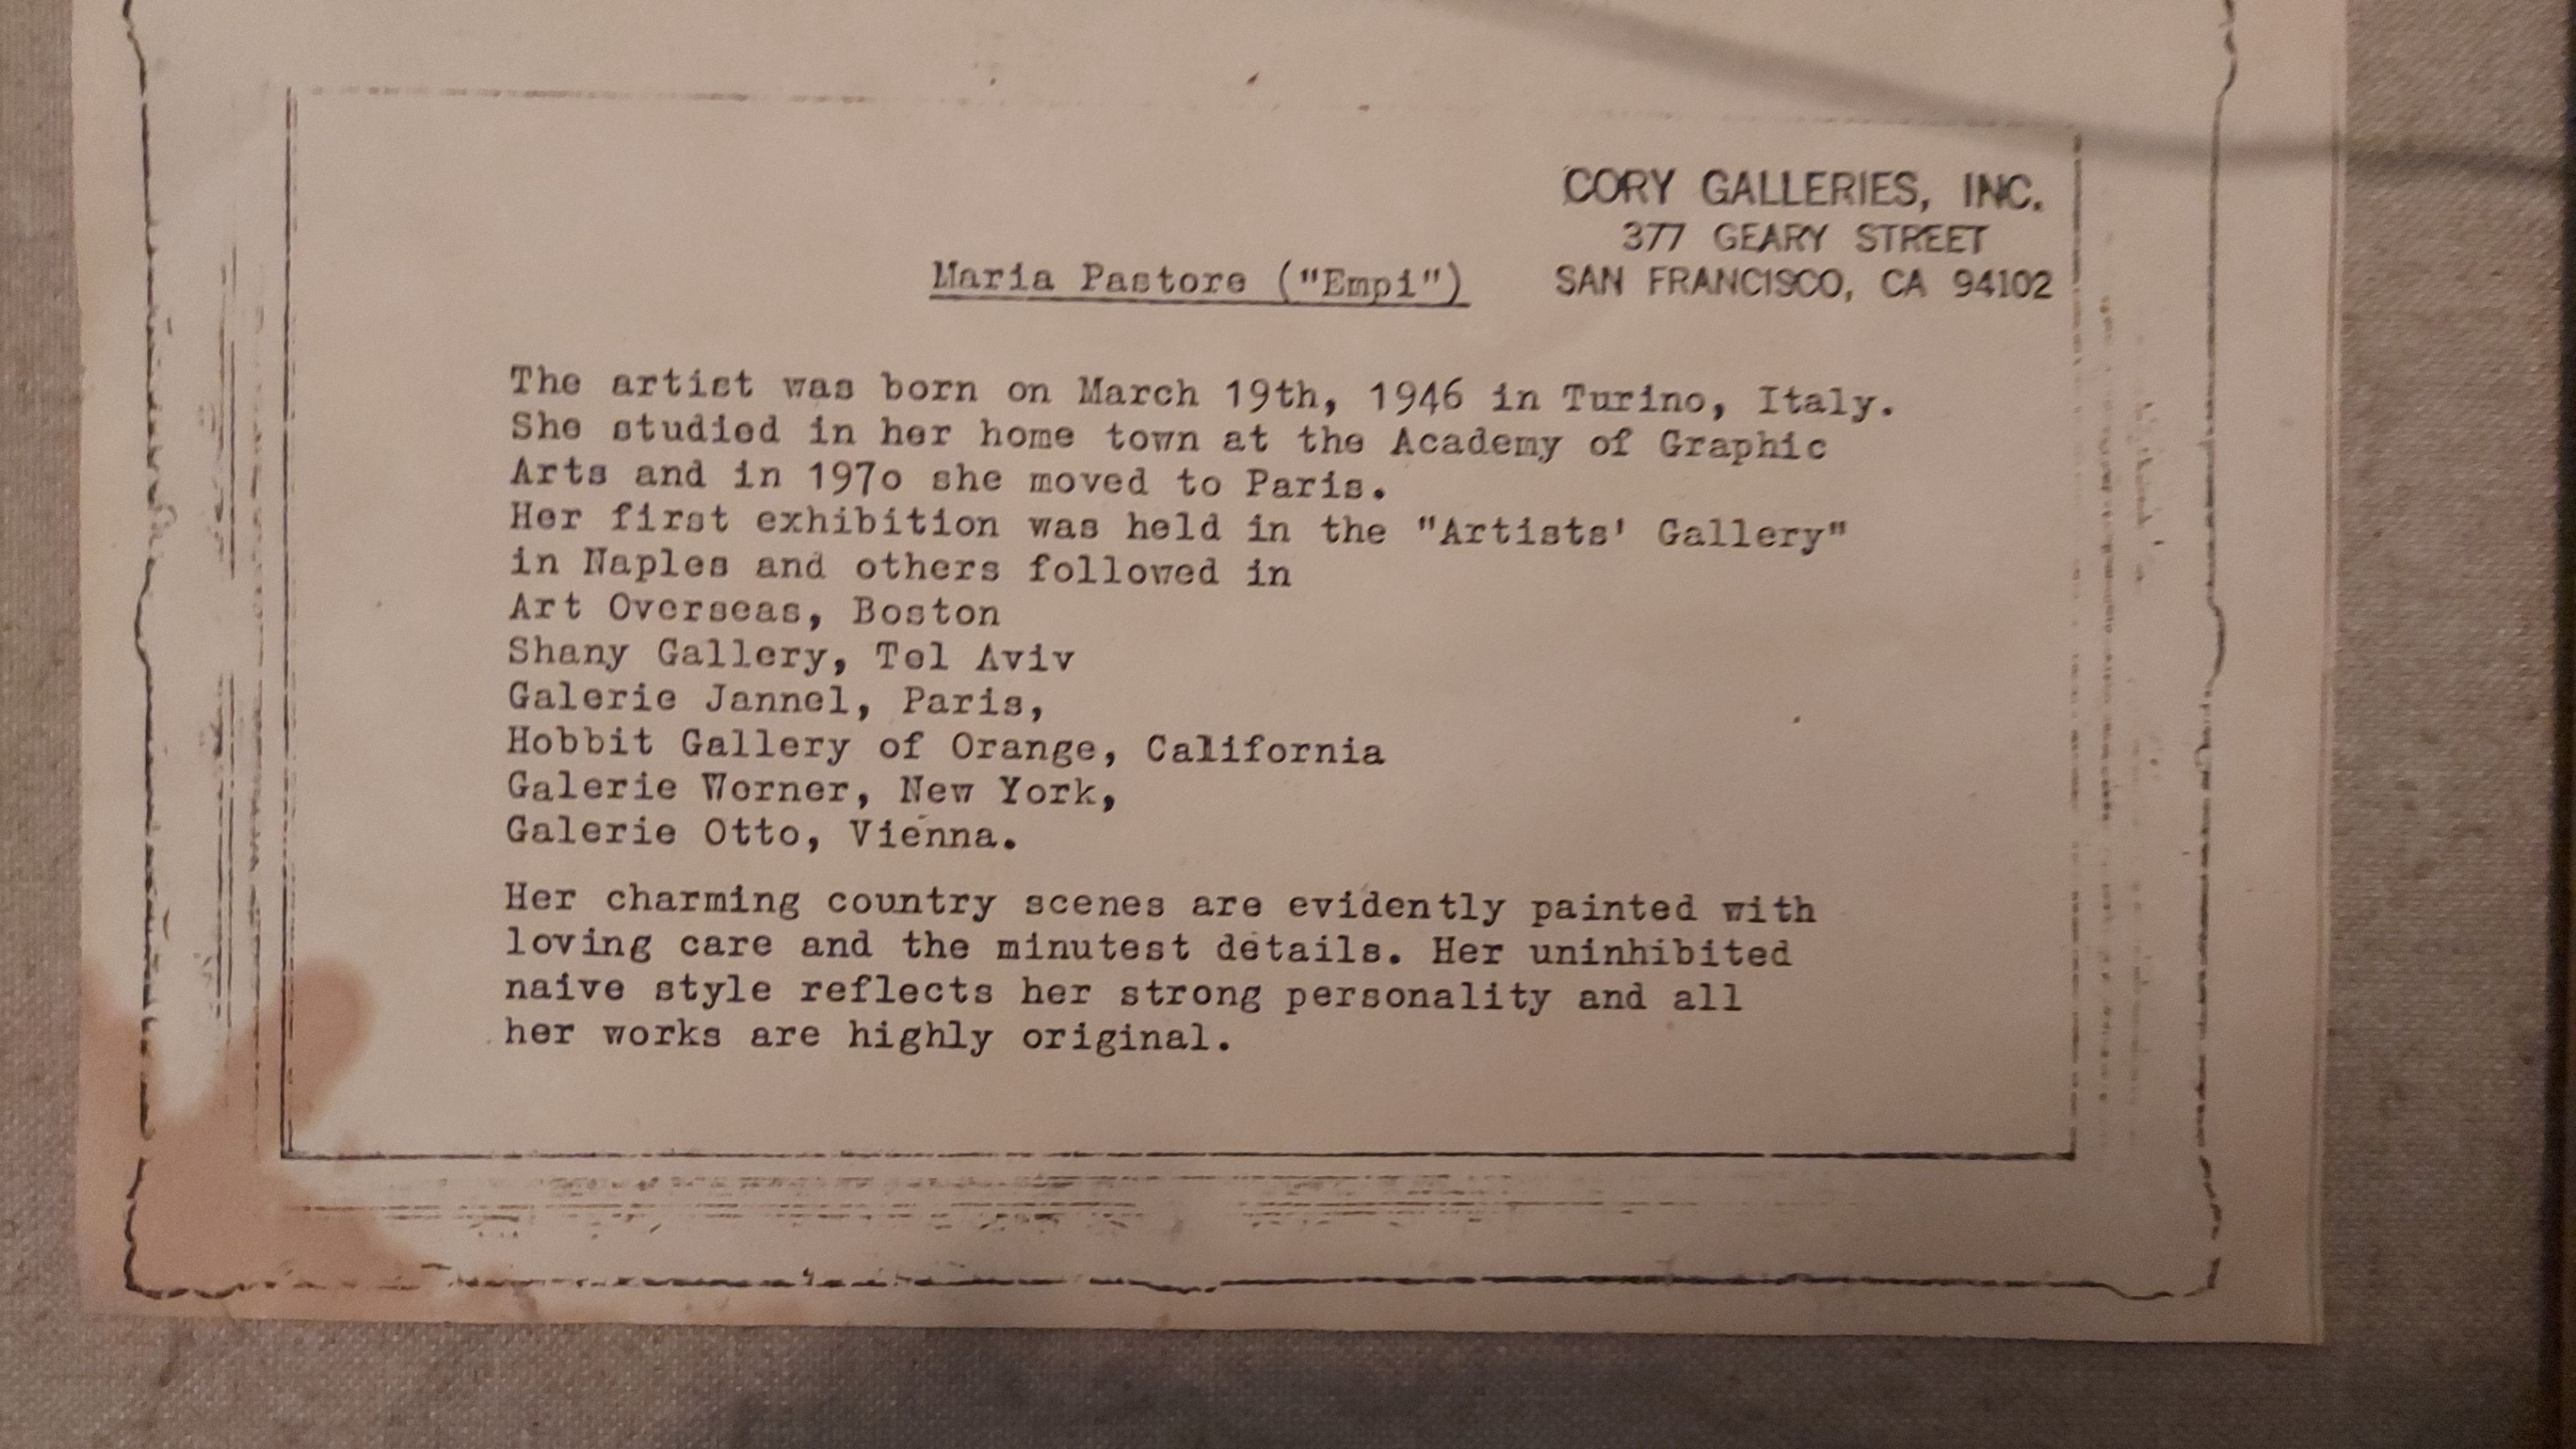 CORY GALLERIES, INC.
377 GEARY STREET
SAN FRANCISCO, CA 94102
Maria Pastore ("Empi")
The artist was born on March 19th, 1946 in Turino, Italy.
She studied in her home town at the Academy of Graphic
Arts and in 197o she moved to Paris.
Her first exhibition was held in the "Artists' Gallery"
in Naples and others followed in
Art Overseas, Boston
Shany Gallery, Tel Aviv
Galerie Jannel, Paris,
Hobbit Gallery of Orange, California
Galerie Werner, New York,
Galerie Otto, Vienna.
Her charming country scenes are evidently painted with
loving care and the minutest details. Her uninhibited
naive style reflects her strong personality and all
her works are highly original.